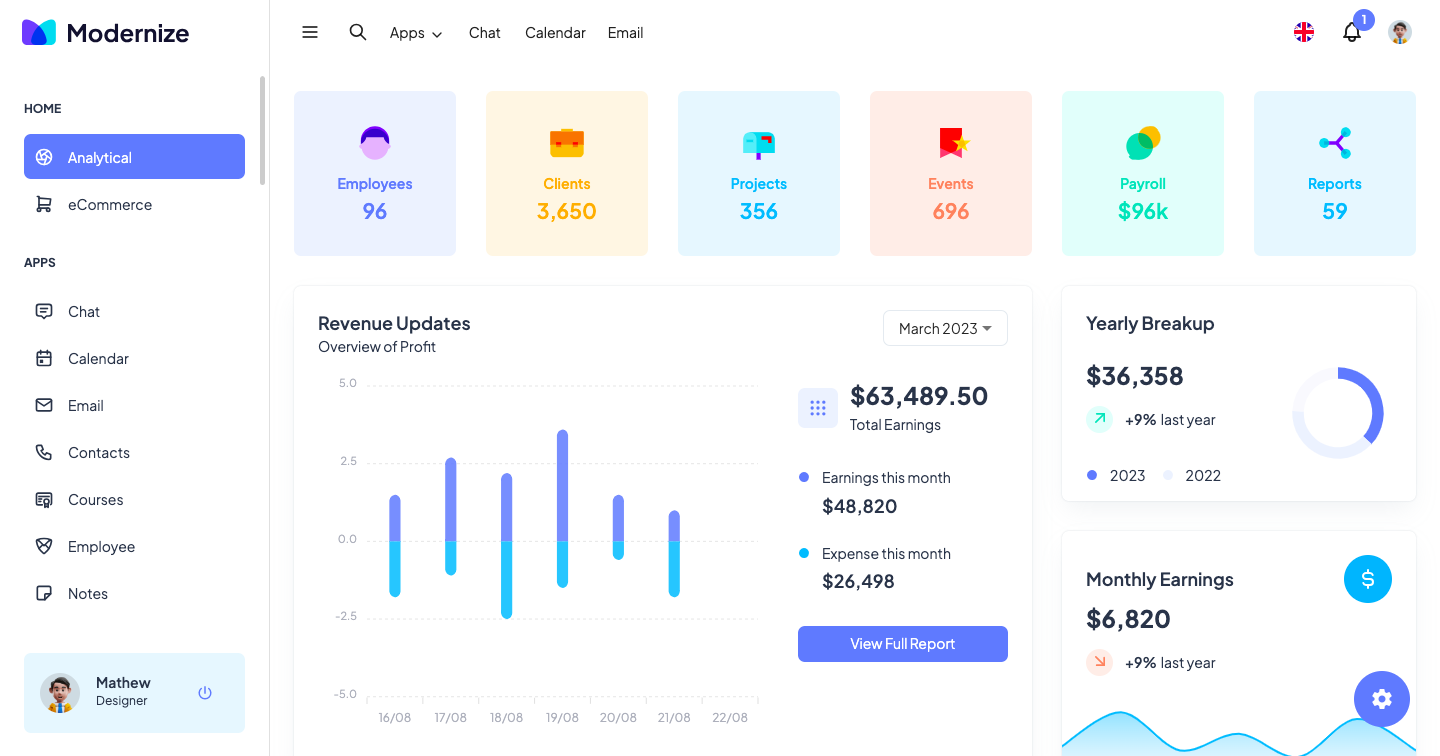 Modernize
Apps
Chat
Calendar
Email
1
HOME
Analytical
eCommerce
APPS
Chat
Calendar
Email
Contacts
Courses
Employee
Notes
Mathew
Designer
Employees
96
Clients
3,650
Projects
356
Events
696
Payroll
$96k
Reports
59
Revenue Updates
Overview of Profit
March 2023
5.0
2.5
0.0
-2.5
-5.0
16/08
17/08
18/08
19/08
20/08
21/08
22/08
$63,489.50
Total Earnings
Earnings this month
$48,820
Expense this month
$26,498
View Full Report
Yearly Breakup
$36,358
+9% last year
2023
2022
Monthly Earnings
$
$6,820
+9% last year